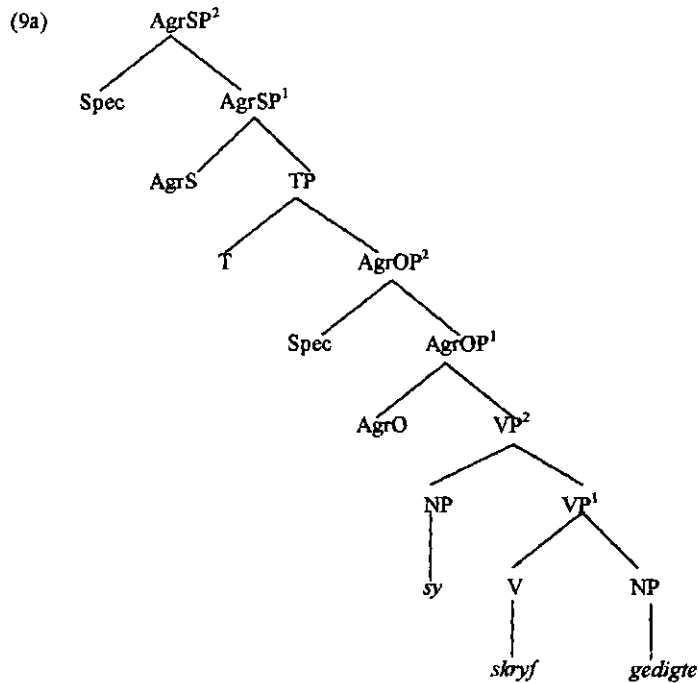 (9a) AgrSP²
Spec AgrSP¹
AgrS TP
T AgrOP²
Spec AgrOP¹
AgrO VP²
NP VP¹
sy V NP
skryf gedigte